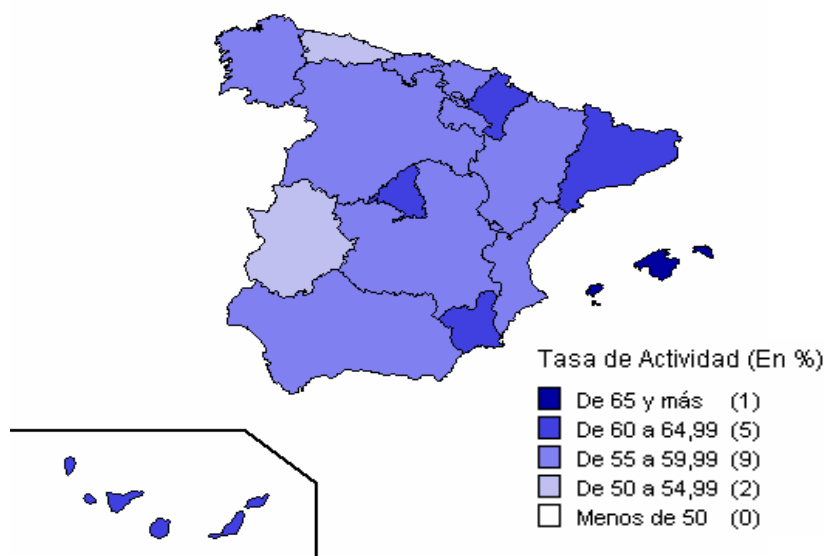 Tasa de Actividad (En %)
De 65 y más (1)
De 60 a 64,99 (5)
De 55 a 59,99 (9)
De 50 a 54,99 (2)
Menos de 50 (0)